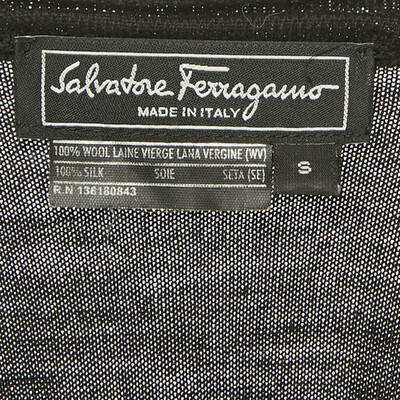 Salvatore Ferragamo
MADE IN ITALY
100% WOOL LAINE VIERGE LANA VERGINE (WV)
100% SILK SOIE SETA (SE)
R.N 136180843
S